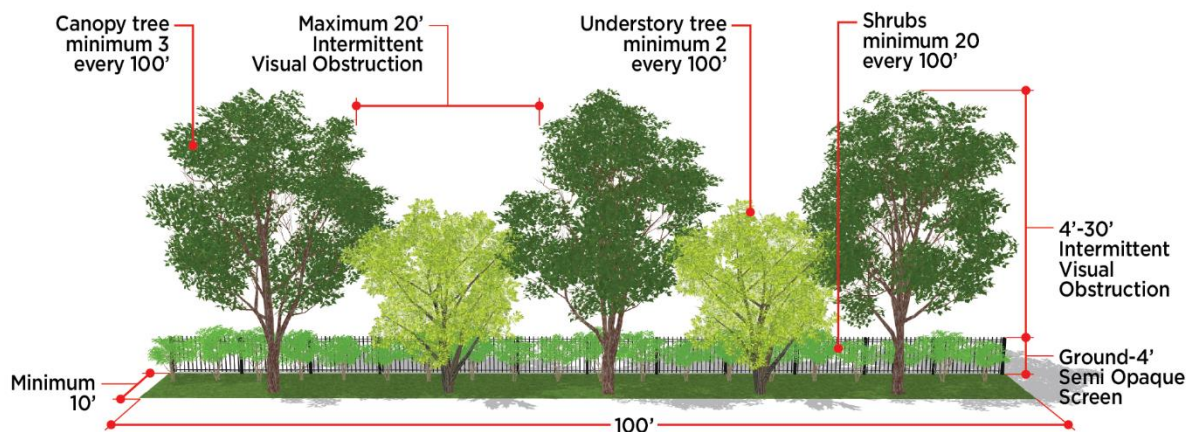 Canopy tree
minimum 3
every 100'
Maximum 20'
Intermittent
Visual Obstruction
Understory tree
minimum 2
every 100'
Shrubs
minimum 20
every 100'
4'-30'
Intermittent
Visual
Obstruction
Ground-4'
Semi Opaque
Screen
Minimum
10'
100'